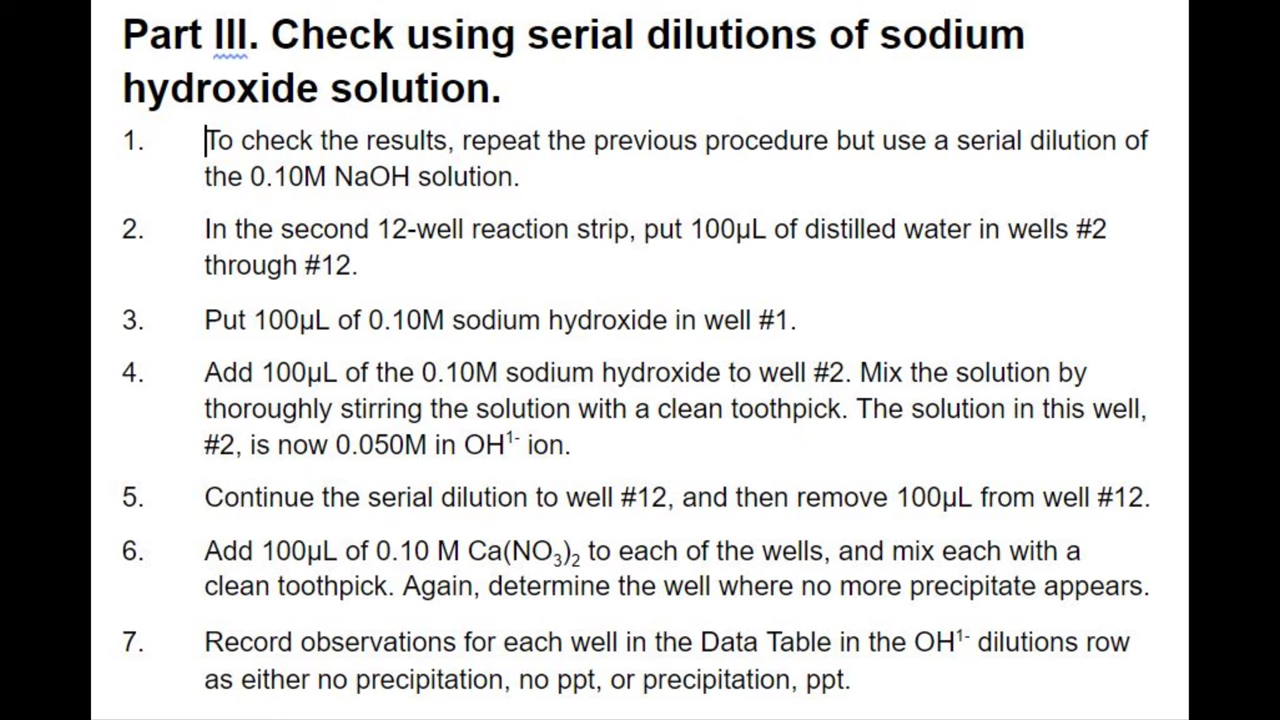 Part III. Check using serial dilutions of sodium
hydroxide solution.
1. To check the results, repeat the previous procedure but use a serial dilution of
the 0.10M NaOH solution.
2. In the second 12-well reaction strip, put 100µL of distilled water in wells #2
through #12.
3. Put 100µL of 0.10M sodium hydroxide in well #1.
4. Add 100µL of the 0.10M sodium hydroxide to well #2. Mix the solution by
thoroughly stirring the solution with a clean toothpick. The solution in this well,
#2, is now 0.050M in OH¹⁻ ion.
5. Continue the serial dilution to well #12, and then remove 100µL from well #12.
6. Add 100µL of 0.10 M Ca(NO₃)₂ to each of the wells, and mix each with a
clean toothpick. Again, determine the well where no more precipitate appears.
7. Record observations for each well in the Data Table in the OH¹⁻ dilutions row
as either no precipitation, no ppt, or precipitation, ppt.